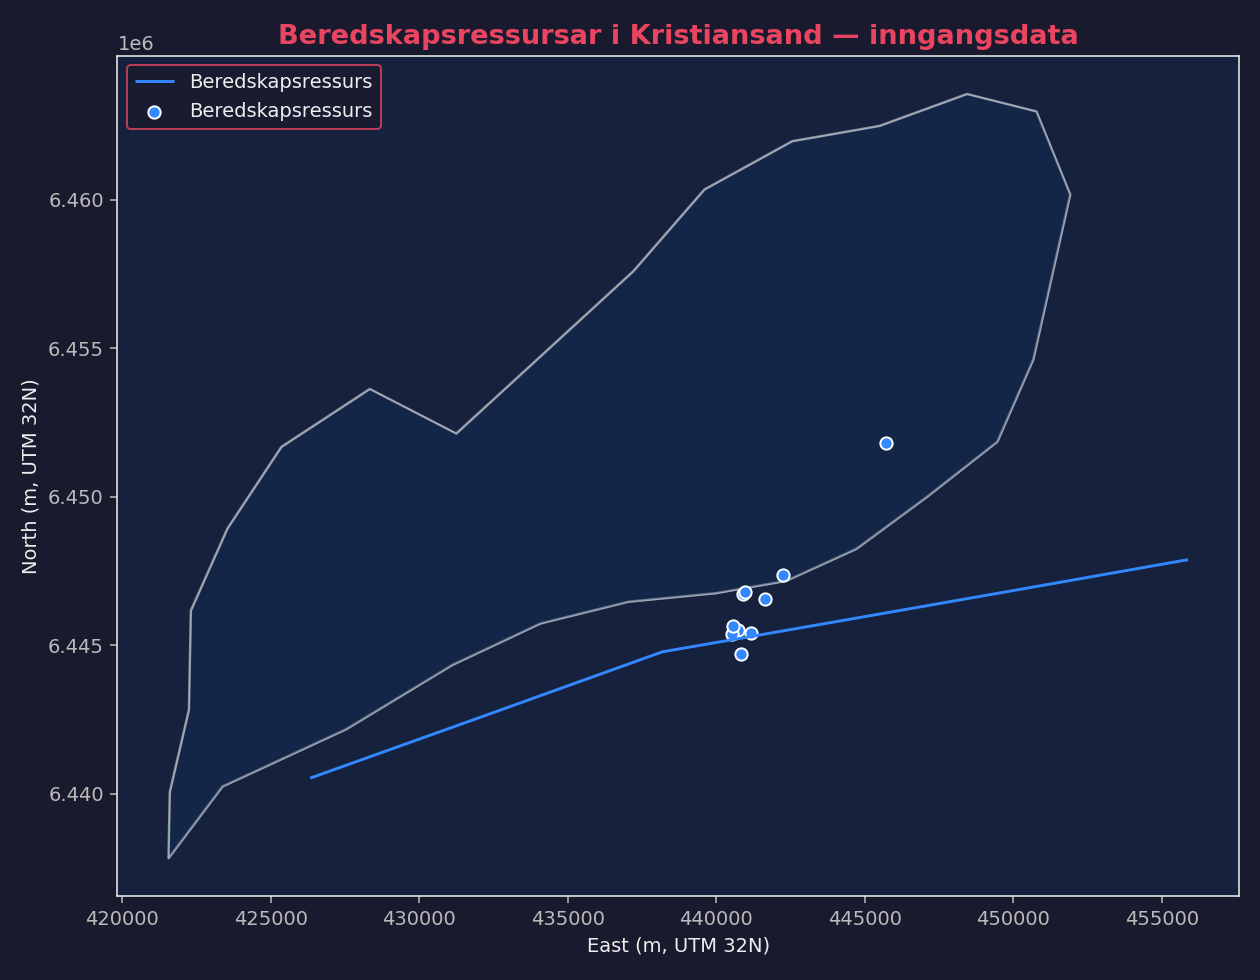 Beredskapsressursar i Kristiansand — inngangsdata
1e6
Beredskapsressurs
Beredskapsressurs
6.460
6.455
6.450
6.445
6.440
North (m, UTM 32N)
420000 425000 430000 435000 440000 445000 450000 455000
East (m, UTM 32N)